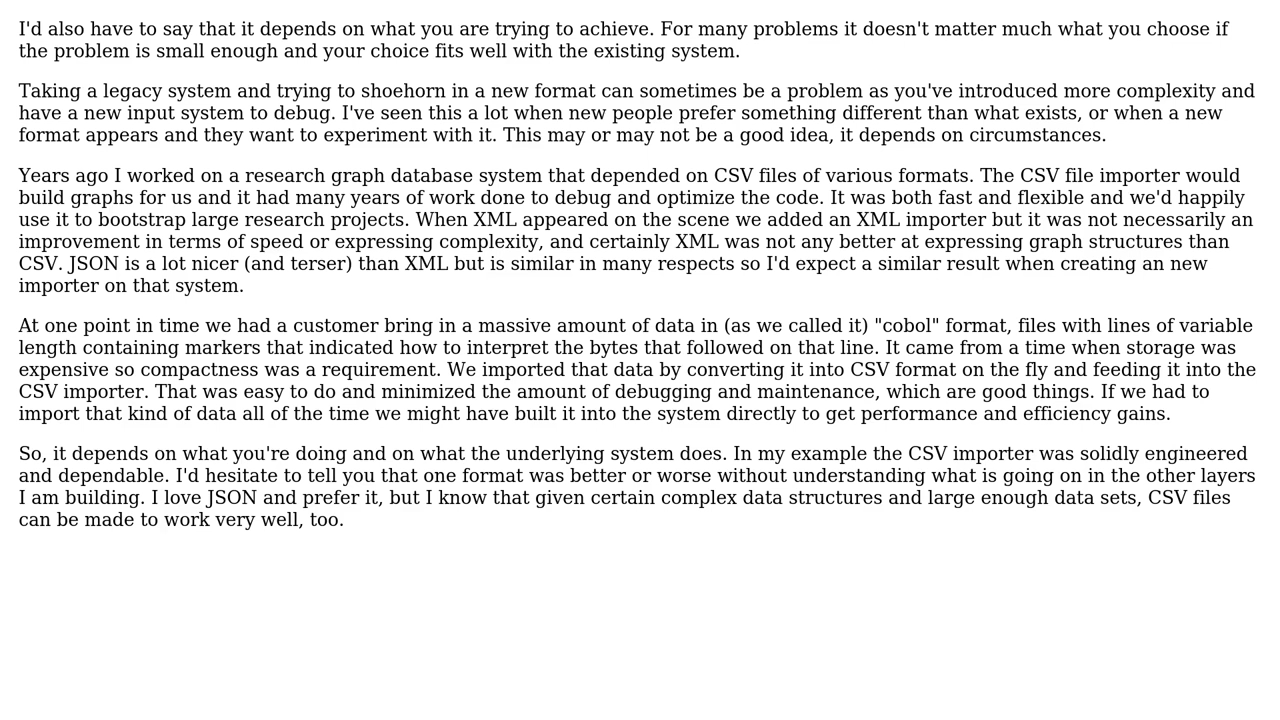 I'd also have to say that it depends on what you are trying to achieve. For many problems it doesn't matter much what you choose if
the problem is small enough and your choice fits well with the existing system.
Taking a legacy system and trying to shoehorn in a new format can sometimes be a problem as you've introduced more complexity and
have a new input system to debug. I've seen this a lot when new people prefer something different than what exists, or when a new
format appears and they want to experiment with it. This may or may not be a good idea, it depends on circumstances.
Years ago I worked on a research graph database system that depended on CSV files of various formats. The CSV file importer would
build graphs for us and it had many years of work done to debug and optimize the code. It was both fast and flexible and we'd happily
use it to bootstrap large research projects. When XML appeared on the scene we added an XML importer but it was not necessarily an
improvement in terms of speed or expressing complexity, and certainly XML was not any better at expressing graph structures than
CSV. JSON is a lot nicer (and terser) than XML but is similar in many respects so I'd expect a similar result when creating an new
importer on that system.
At one point in time we had a customer bring in a massive amount of data in (as we called it) "cobol" format, files with lines of variable
length containing markers that indicated how to interpret the bytes that followed on that line. It came from a time when storage was
expensive so compactness was a requirement. We imported that data by converting it into CSV format on the fly and feeding it into the
CSV importer. That was easy to do and minimized the amount of debugging and maintenance, which are good things. If we had to
import that kind of data all of the time we might have built it into the system directly to get performance and efficiency gains.
So, it depends on what you're doing and on what the underlying system does. In my example the CSV importer was solidly engineered
and dependable. I'd hesitate to tell you that one format was better or worse without understanding what is going on in the other layers
I am building. I love JSON and prefer it, but I know that given certain complex data structures and large enough data sets, CSV files
can be made to work very well, too.